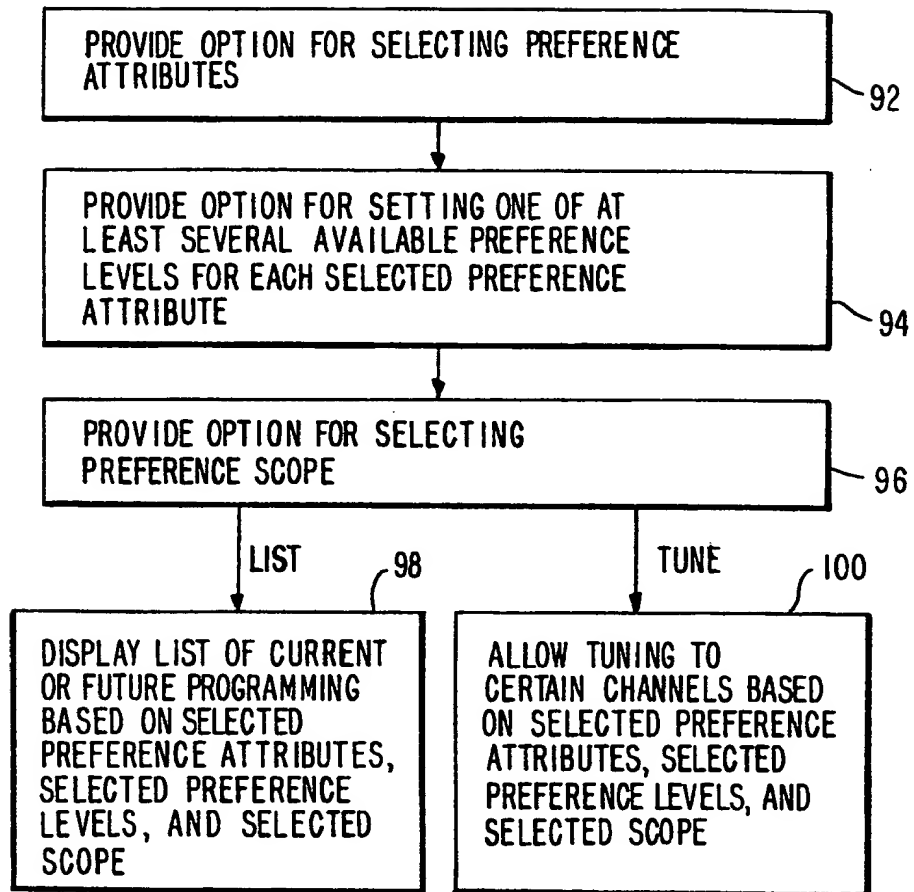 PROVIDE OPTION FOR SELECTING PREFERENCE
ATTRIBUTES
92
PROVIDE OPTION FOR SETTING ONE OF AT
LEAST SEVERAL AVAILABLE PREFERENCE
LEVELS FOR EACH SELECTED PREFERENCE
ATTRIBUTE
94
PROVIDE OPTION FOR SELECTING
PREFERENCE SCOPE
96
LIST
98
TUNE
100
DISPLAY LIST OF CURRENT
OR FUTURE PROGRAMMING
BASED ON SELECTED
PREFERENCE ATTRIBUTES,
SELECTED PREFERENCE
LEVELS, AND SELECTED
SCOPE
ALLOW TUNING TO
CERTAIN CHANNELS BASED
ON SELECTED PREFERENCE
ATTRIBUTES, SELECTED
PREFERENCE LEVELS, AND
SELECTED SCOPE